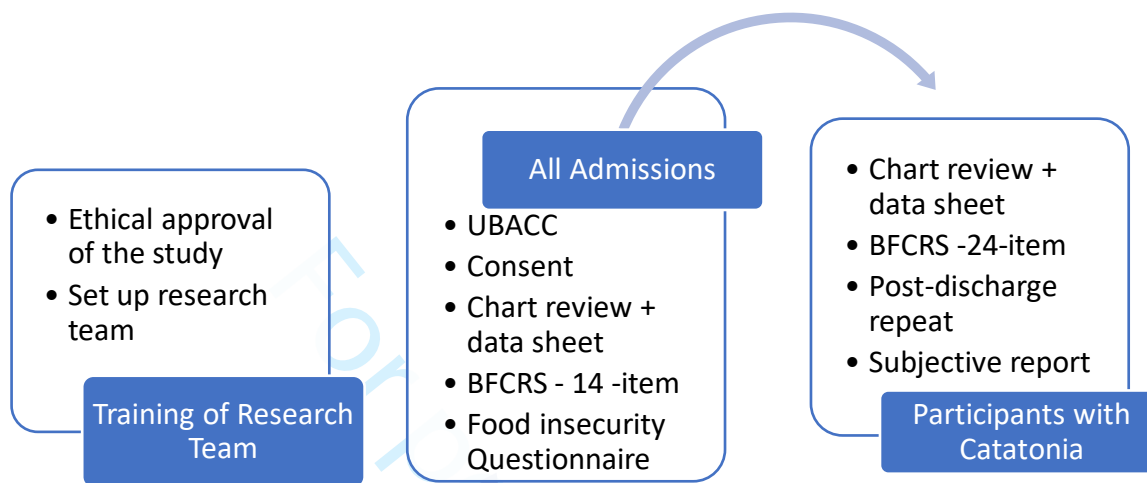 • Ethical approval
of the study
• Set up research
team
Training of Research
Team
All Admissions
• UBACC
• Consent
• Chart review +
data sheet
• BFCRS - 14 -item
• Food insecurity
Questionnaire
• Chart review +
data sheet
• BFCRS -24-item
• Post-discharge
repeat
• Subjective report
Participants with
Catatonia
For